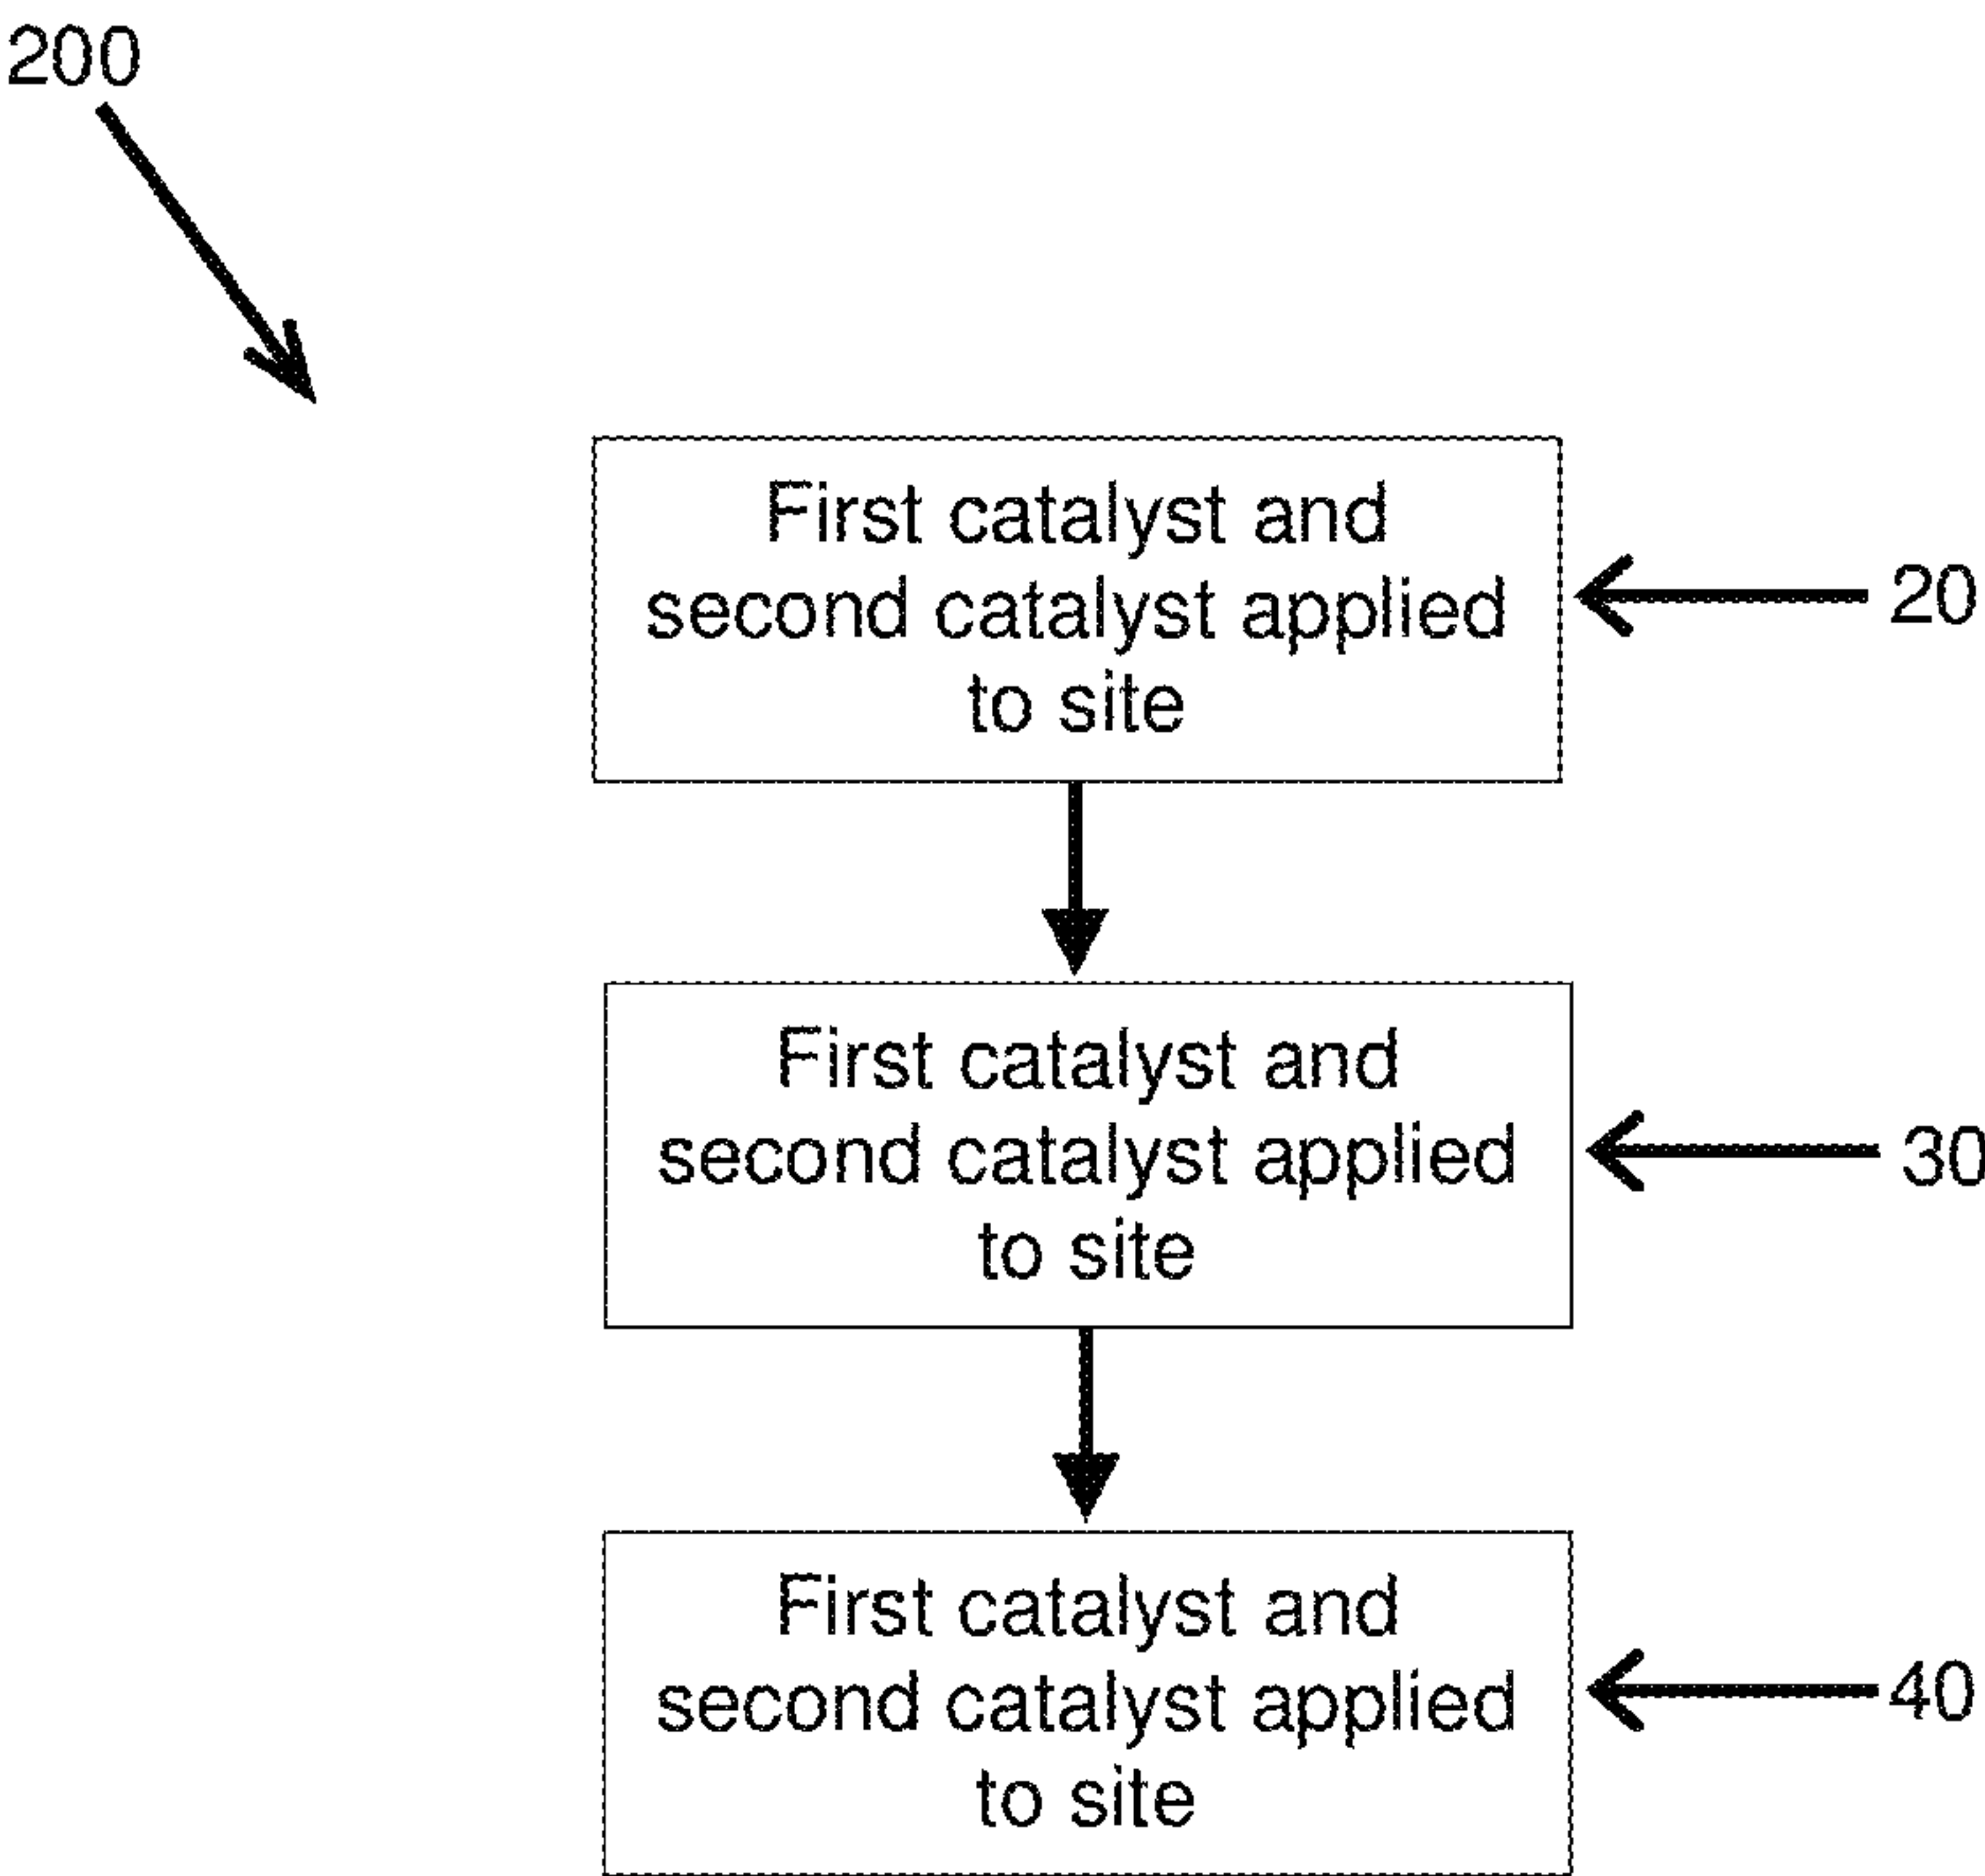 200
First catalyst and
second catalyst applied
to site
20
First catalyst and
second catalyst applied
to site
30
First catalyst and
second catalyst applied
to site
40